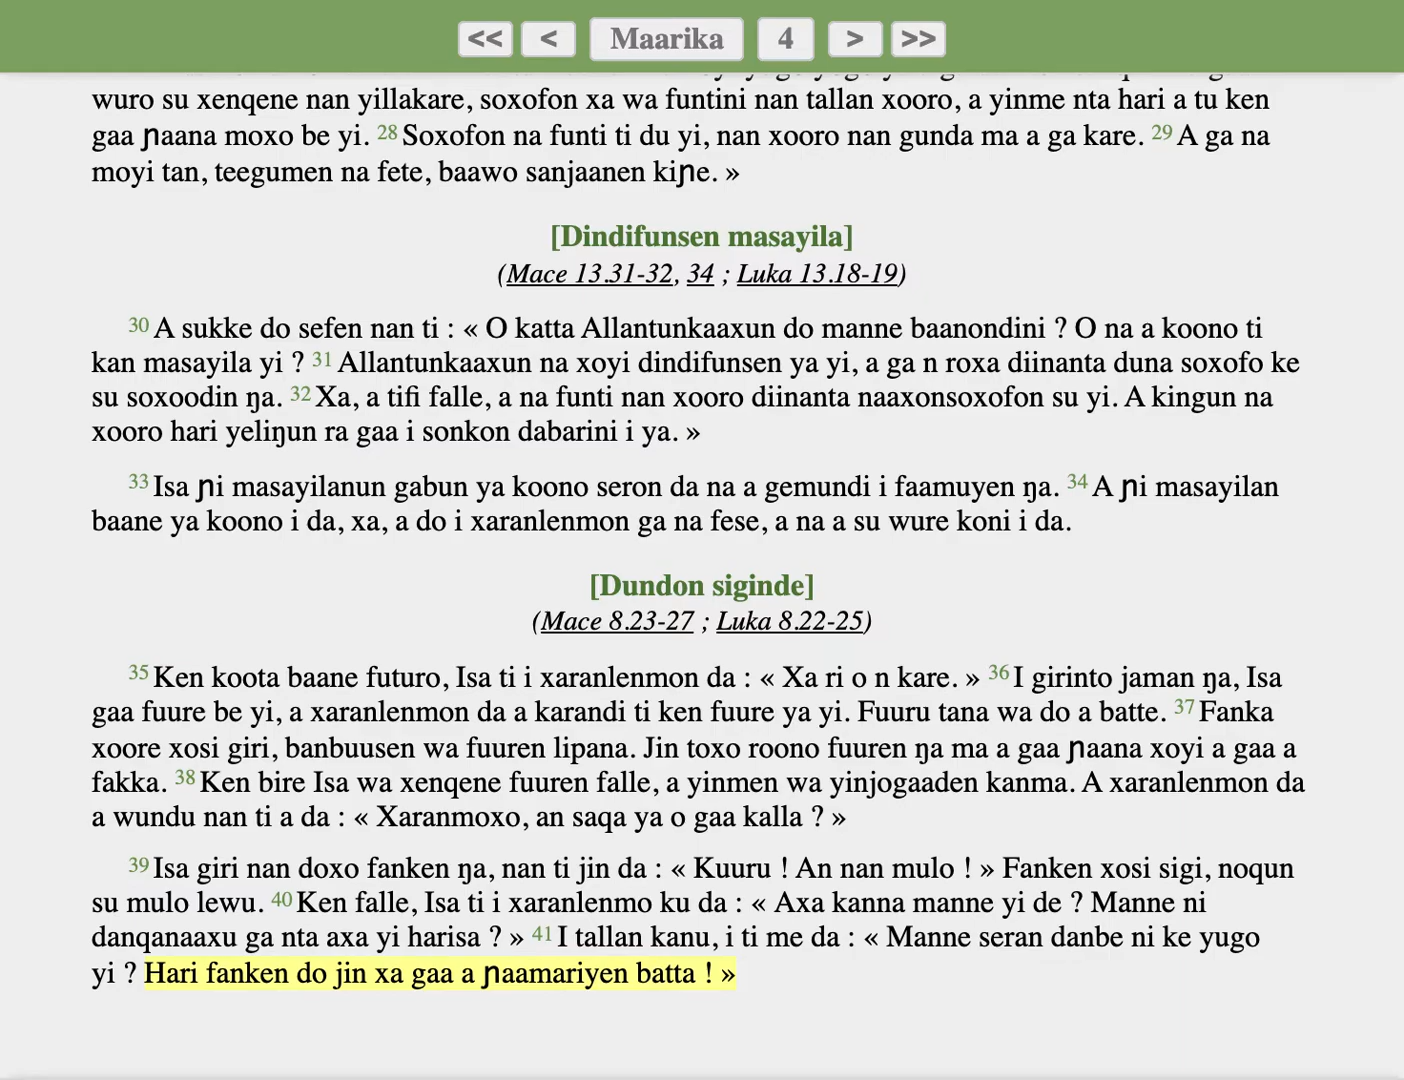 << < Maarika 4 > >>
wuro su xenqene nan yillakare, soxofon xa wa funtini nan tallan xooro, a yinme nta hari a tu ken
gaa ɲaana moxo be yi. 28 Soxofon na funti ti du yi, nan xooro nan gunda ma a ga kare. 29 A ga na
moyi tan, teegumen na fete, baawo sanjaanen kiɲe. »
[Dindifunsen masayila]
(Mace 13.31-32, 34 ; Luka 13.18-19)
30 A sukke do sefen nan ti : « O katta Allantunkaaxun do manne baanondini ? O na a koono ti
kan masayila yi ? 31 Allantunkaaxun na xoyi dindifunsen ya yi, a ga n roxa diinanta duna soxofo ke
su soxoodin ŋa. 32 Xa, a tifi falle, a na funti nan xooro diinanta naaxonsoxofon su yi. A kingun na
xooro hari yeliŋun ra gaa i sonkon dabarini i ya. »
33 Isa ɲi masayilanun gabun ya koono seron da na a gemundi i faamuyen ŋa. 34 A ɲi masayilan
baane ya koono i da, xa, a do i xaranlenmon ga na fese, a na a su wure koni i da.
[Dundon siginde]
(Mace 8.23-27 ; Luka 8.22-25)
35 Ken koota baane futuro, Isa ti i xaranlenmon da : « Xa ri o n kare. » 36 I girinto jaman ŋa, Isa
gaa fuure be yi, a xaranlenmon da a karandi ti ken fuure ya yi. Fuuru tana wa do a batte. 37 Fanka
xoore xosi giri, banbuusen wa fuuren lipana. Jin toxo roono fuuren ŋa ma a gaa ɲaana xoyi a gaa a
fakka. 38 Ken bire Isa wa xenqene fuuren falle, a yinmen wa yinjogaaden kanma. A xaranlenmon da
a wundu nan ti a da : « Xaranmoxo, an saqa ya o gaa kalla ? »
39 Isa giri nan doxo fanken ŋa, nan ti jin da : « Kuuru ! An nan mulo ! » Fanken xosi sigi, noqun
su mulo lewu. 40 Ken falle, Isa ti i xaranlenmo ku da : « Axa kanna manne yi de ? Manne ni
danqanaaxu ga nta axa yi harisa ? » 41 I tallan kanu, i ti me da : « Manne seran danbe ni ke yugo
yi ? Hari fanken do jin xa gaa a ɲaamariyen batta ! »